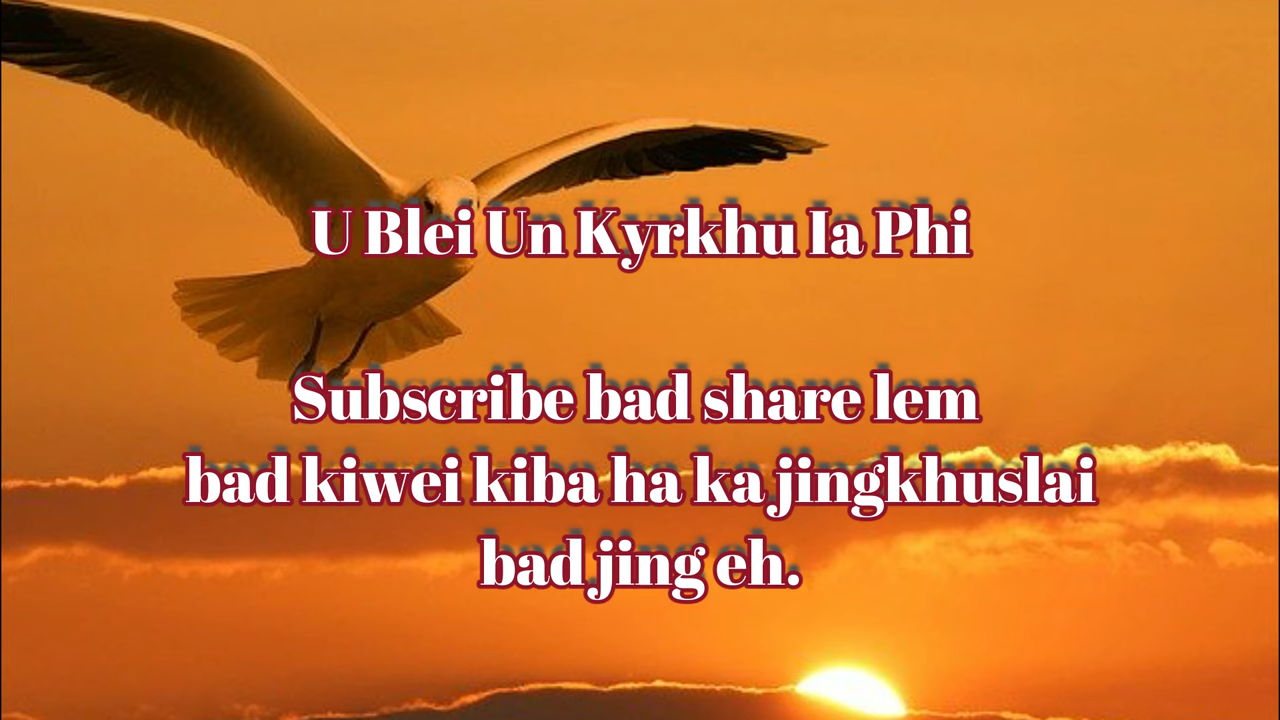 U Blei Un Kyrkhu Ia Phi
Subscribe bad share lem
bad kiwei kiba ha ka jingkhuslai
bad jing eh.